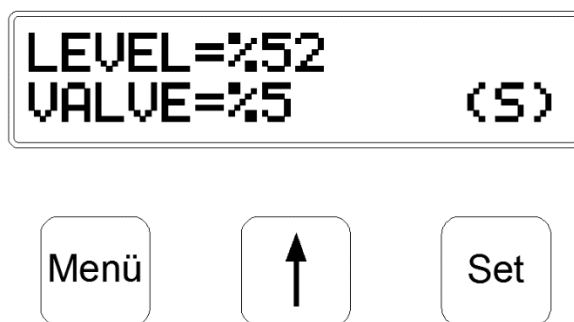 LEVEL=%52
VALVE=%5 (S)
Menü ↑ Set